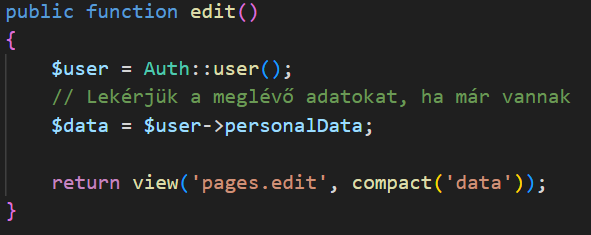 public function edit()
{
    $user = Auth::user();
    // Lekérjük a meglévő adatokat, ha már vannak
    $data = $user->personalData;

    return view('pages.edit', compact('data'));
}